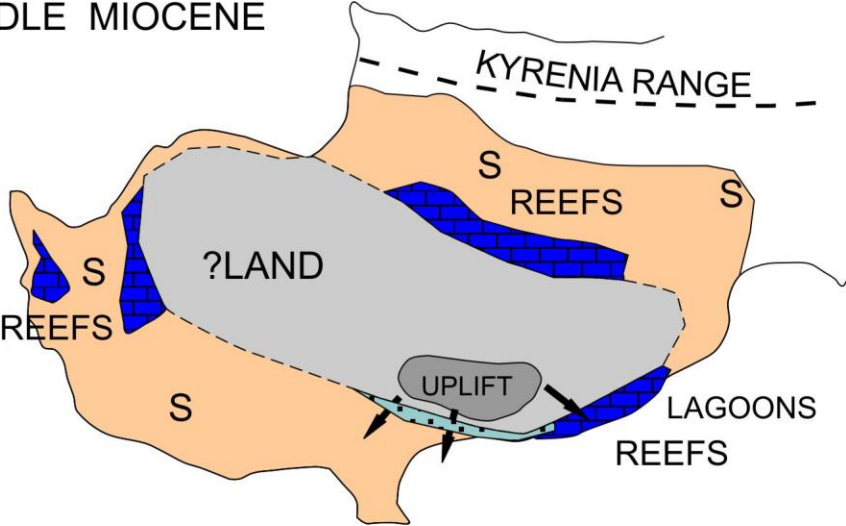 DLE MIOCENE
KYRENIA RANGE
S
S
REEFS
S
?LAND
REEFS
UPLIFT
S
LAGOONS
REEFS